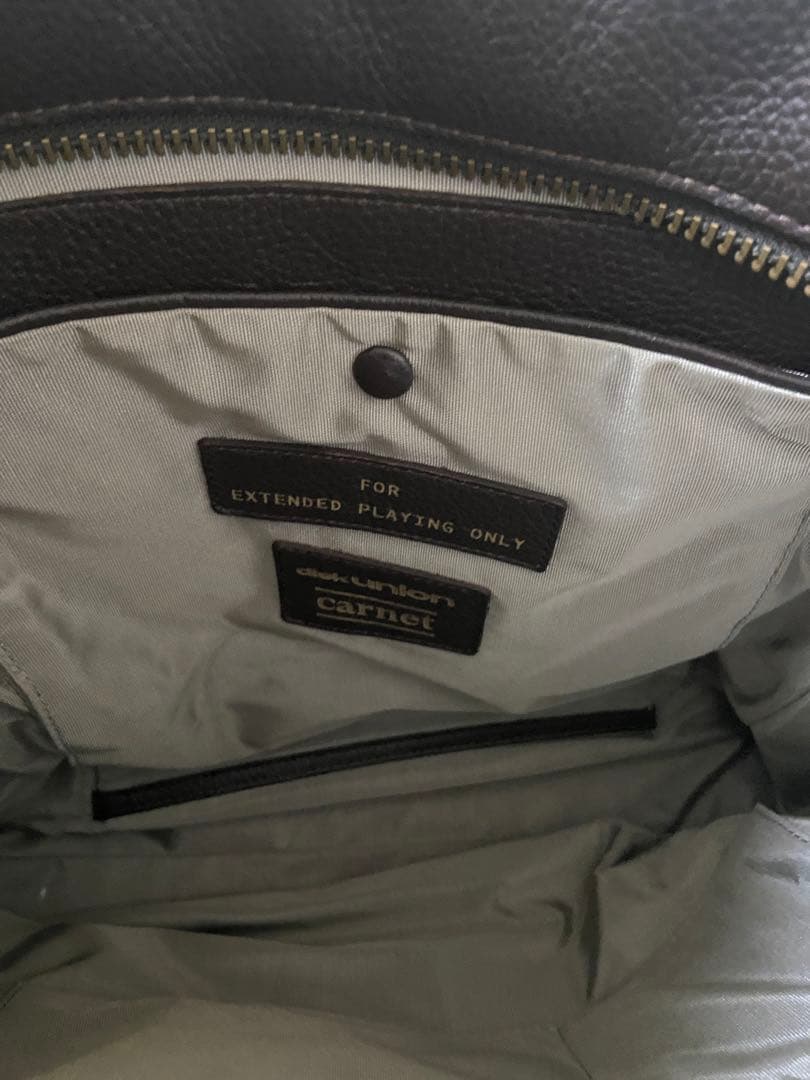 FOR
EXTENDED PLAYING ONLY
diskunion
carnet